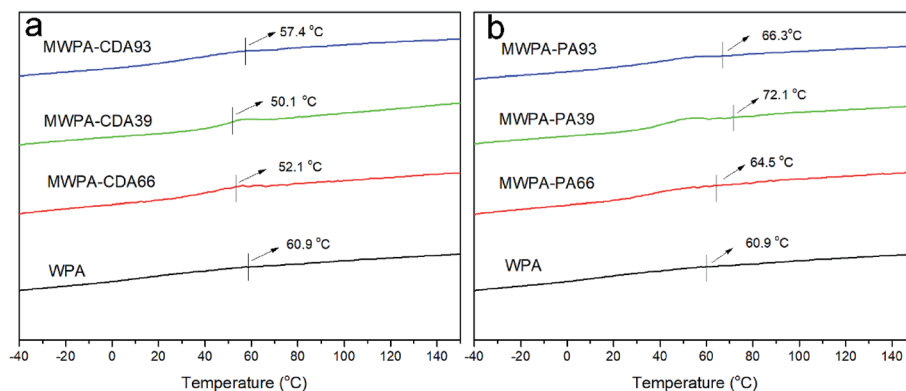 a
MWPA-CDA93
57.4 °C
MWPA-CDA39
50.1 °C
MWPA-CDA66
52.1 °C
WPA
60.9 °C
-40 -20 0 20 40 60 80 100 120 140
Temperature (°C)
b
MWPA-PA93
66.3°C
MWPA-PA39
72.1 °C
MWPA-PA66
64.5 °C
WPA
60.9 °C
-40 -20 0 20 40 60 80 100 120 140
Temperature (°C)